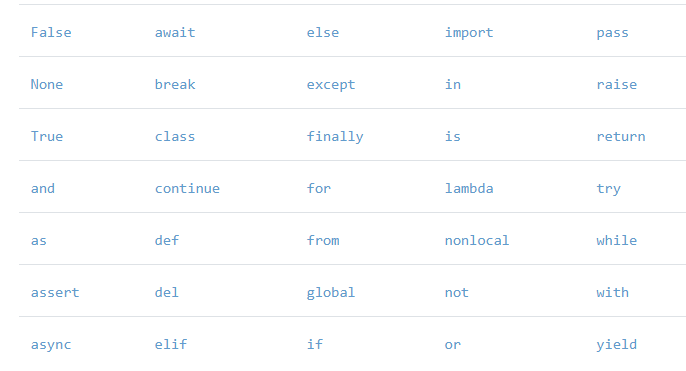 False await else import pass
None break except in raise
True class finally is return
and continue for lambda try
as def from nonlocal while
assert del global not with
async elif if or yield